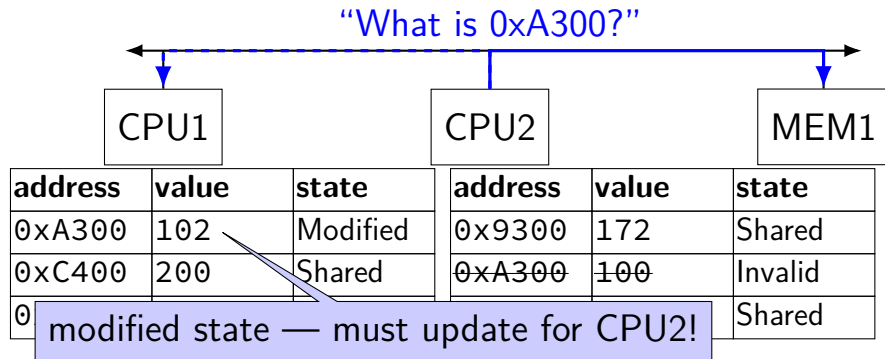 “What is 0xA300?”
CPU1 CPU2 MEM1
address value state address value state
0xA300 102 Modified 0x9300 172 Shared
0xC400 200 Shared 0xA300 100 Invalid
Shared
modified state — must update for CPU2!